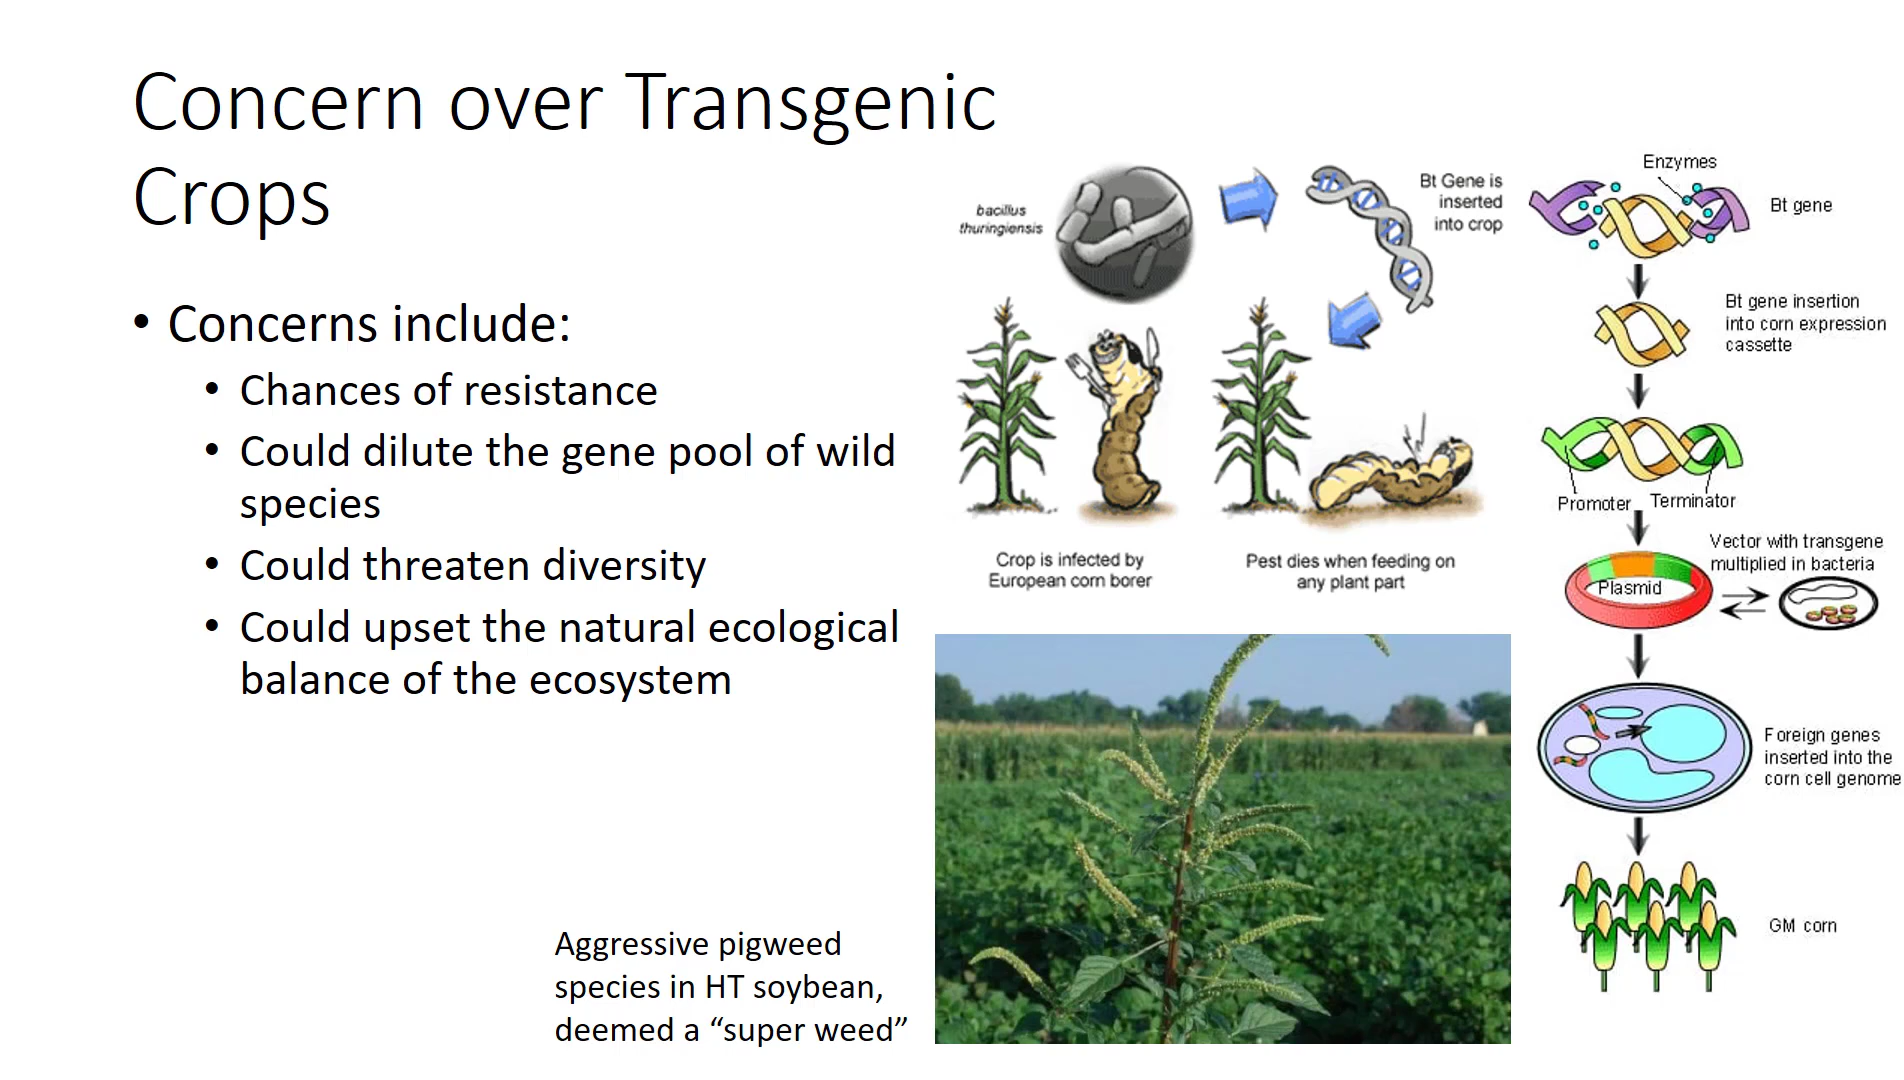 Concern over Transgenic
Crops
• Concerns include:
• Chances of resistance
• Could dilute the gene pool of wild
species
• Could threaten diversity
• Could upset the natural ecological
balance of the ecosystem
Aggressive pigweed
species in HT soybean,
deemed a “super weed”
bacillus
thuringiensis
Bt Gene is
inserted
into crop
Crop is infected by
European corn borer
Pest dies when feeding on
any plant part
Enzymes
Bt gene
Bt gene insertion
into corn expression
cassette
Promoter
Terminator
Vector with transgene
multiplied in bacteria
Plasmid
Foreign genes
inserted into the
corn cell genome
GM corn